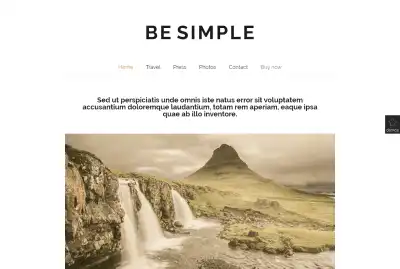 BE SIMPLE
Home Travel Press Photos Contact Buy now
Sed ut perspiciatis unde omnis iste natus error sit voluptatem
accusantium doloremque laudantium, totam rem aperiam, eaque ipsa
quae ab illo inventore.